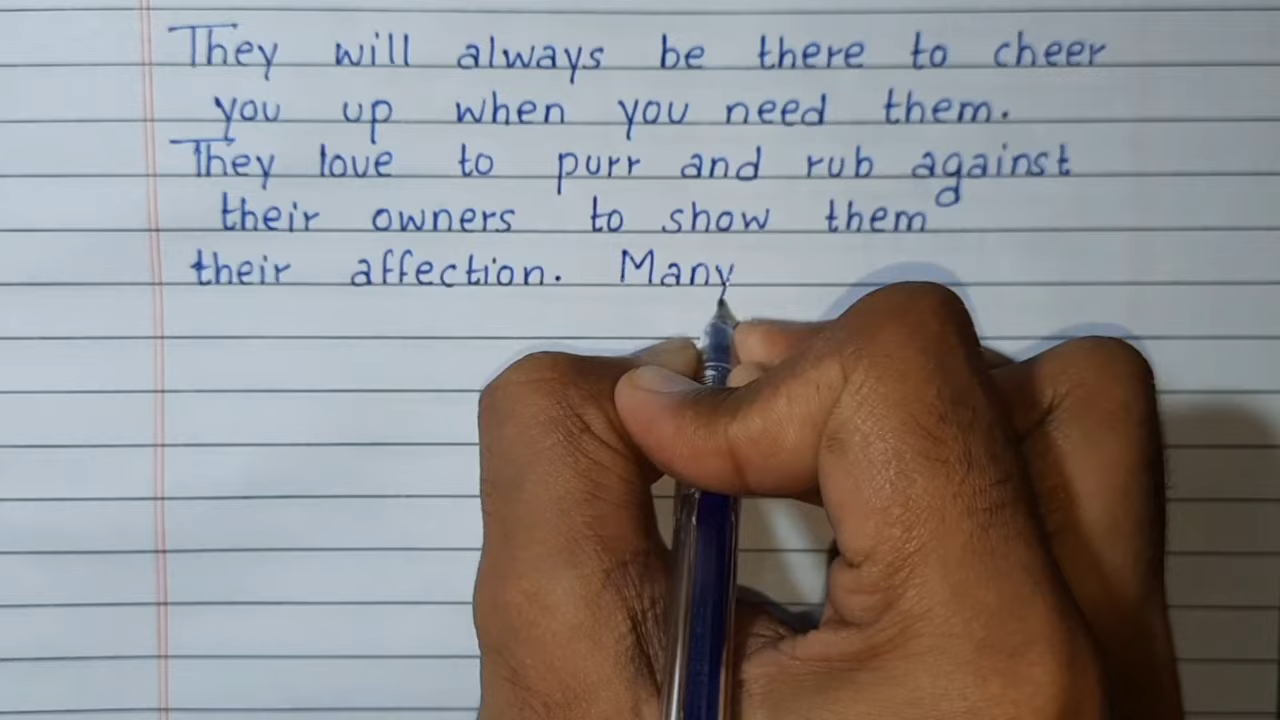 They will always be there to cheer
you up when you need them.
They love to purr and rub against
their owners to show them
their affection. Many